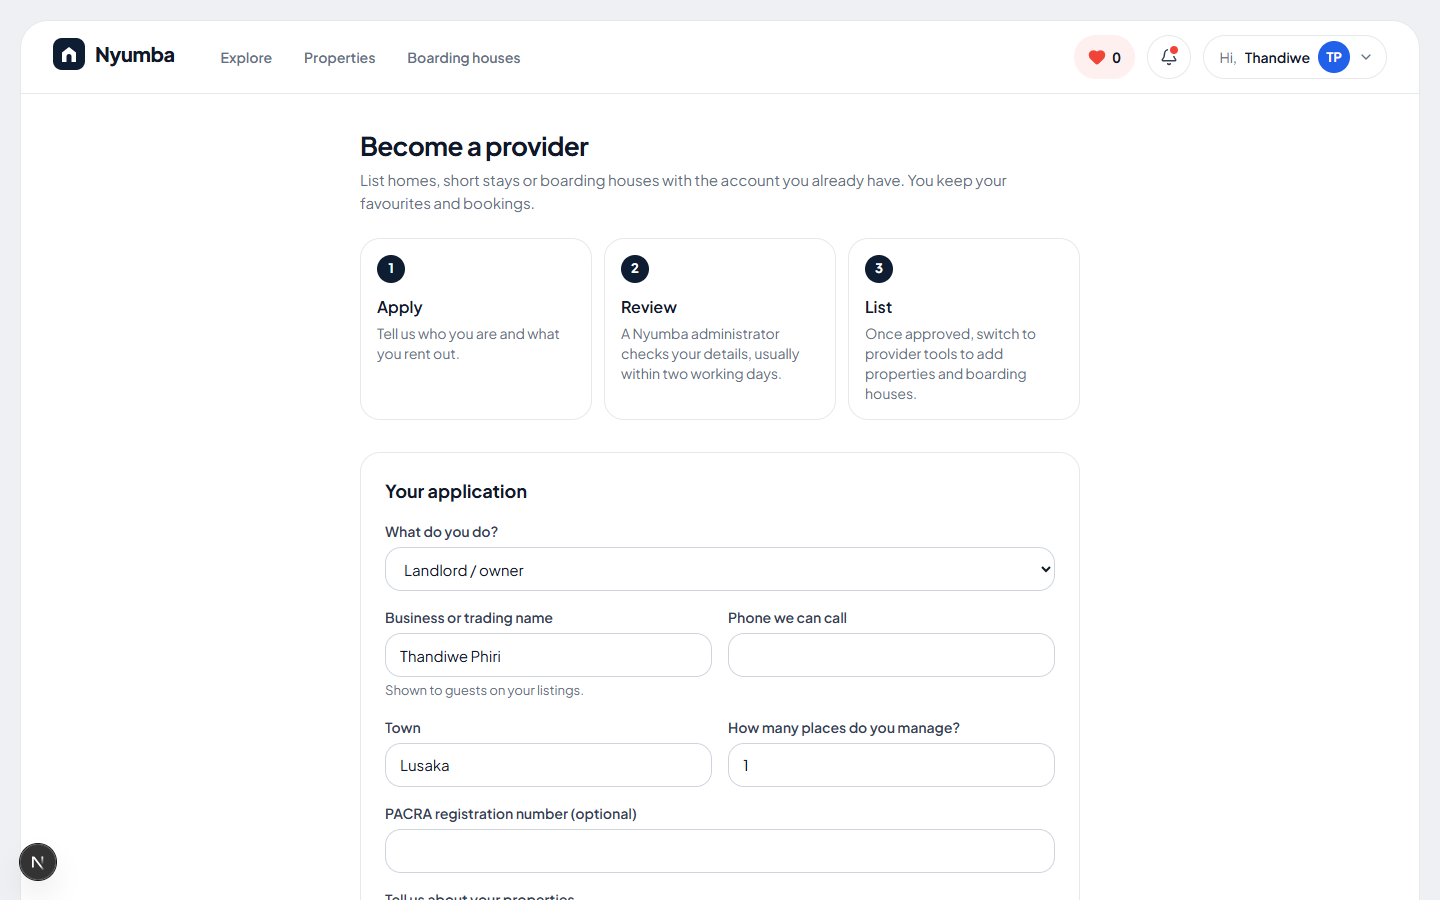 Nyumba
Explore
Properties
Boarding houses
0
Hi, Thandiwe
TP
Become a provider
List homes, short stays or boarding houses with the account you already have. You keep your
favourites and bookings.
1
Apply
Tell us who you are and what
you rent out.
2
Review
A Nyumba administrator
checks your details, usually
within two working days.
3
List
Once approved, switch to
provider tools to add
properties and boarding
houses.
Your application
What do you do?
Landlord / owner
Business or trading name
Thandiwe Phiri
Shown to guests on your listings.
Phone we can call
Town
Lusaka
How many places do you manage?
1
PACRA registration number (optional)
Tell us about your properties
N